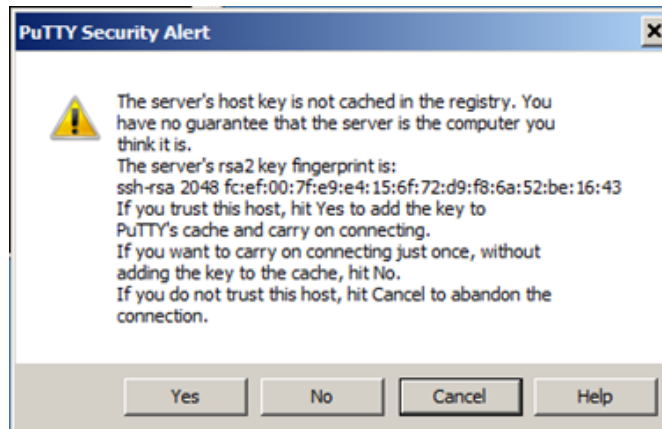 PuTTY Security Alert
The server's host key is not cached in the registry. You
have no guarantee that the server is the computer you
think it is.
The server's rsa2 key fingerprint is:
ssh-rsa 2048 fc:ef:00:7f:e9:e4:15:6f:72:d9:f8:6a:52:be:16:43
If you trust this host, hit Yes to add the key to
PuTTY's cache and carry on connecting.
If you want to carry on connecting just once, without
adding the key to the cache, hit No.
If you do not trust this host, hit Cancel to abandon the
connection.
Yes No Cancel Help